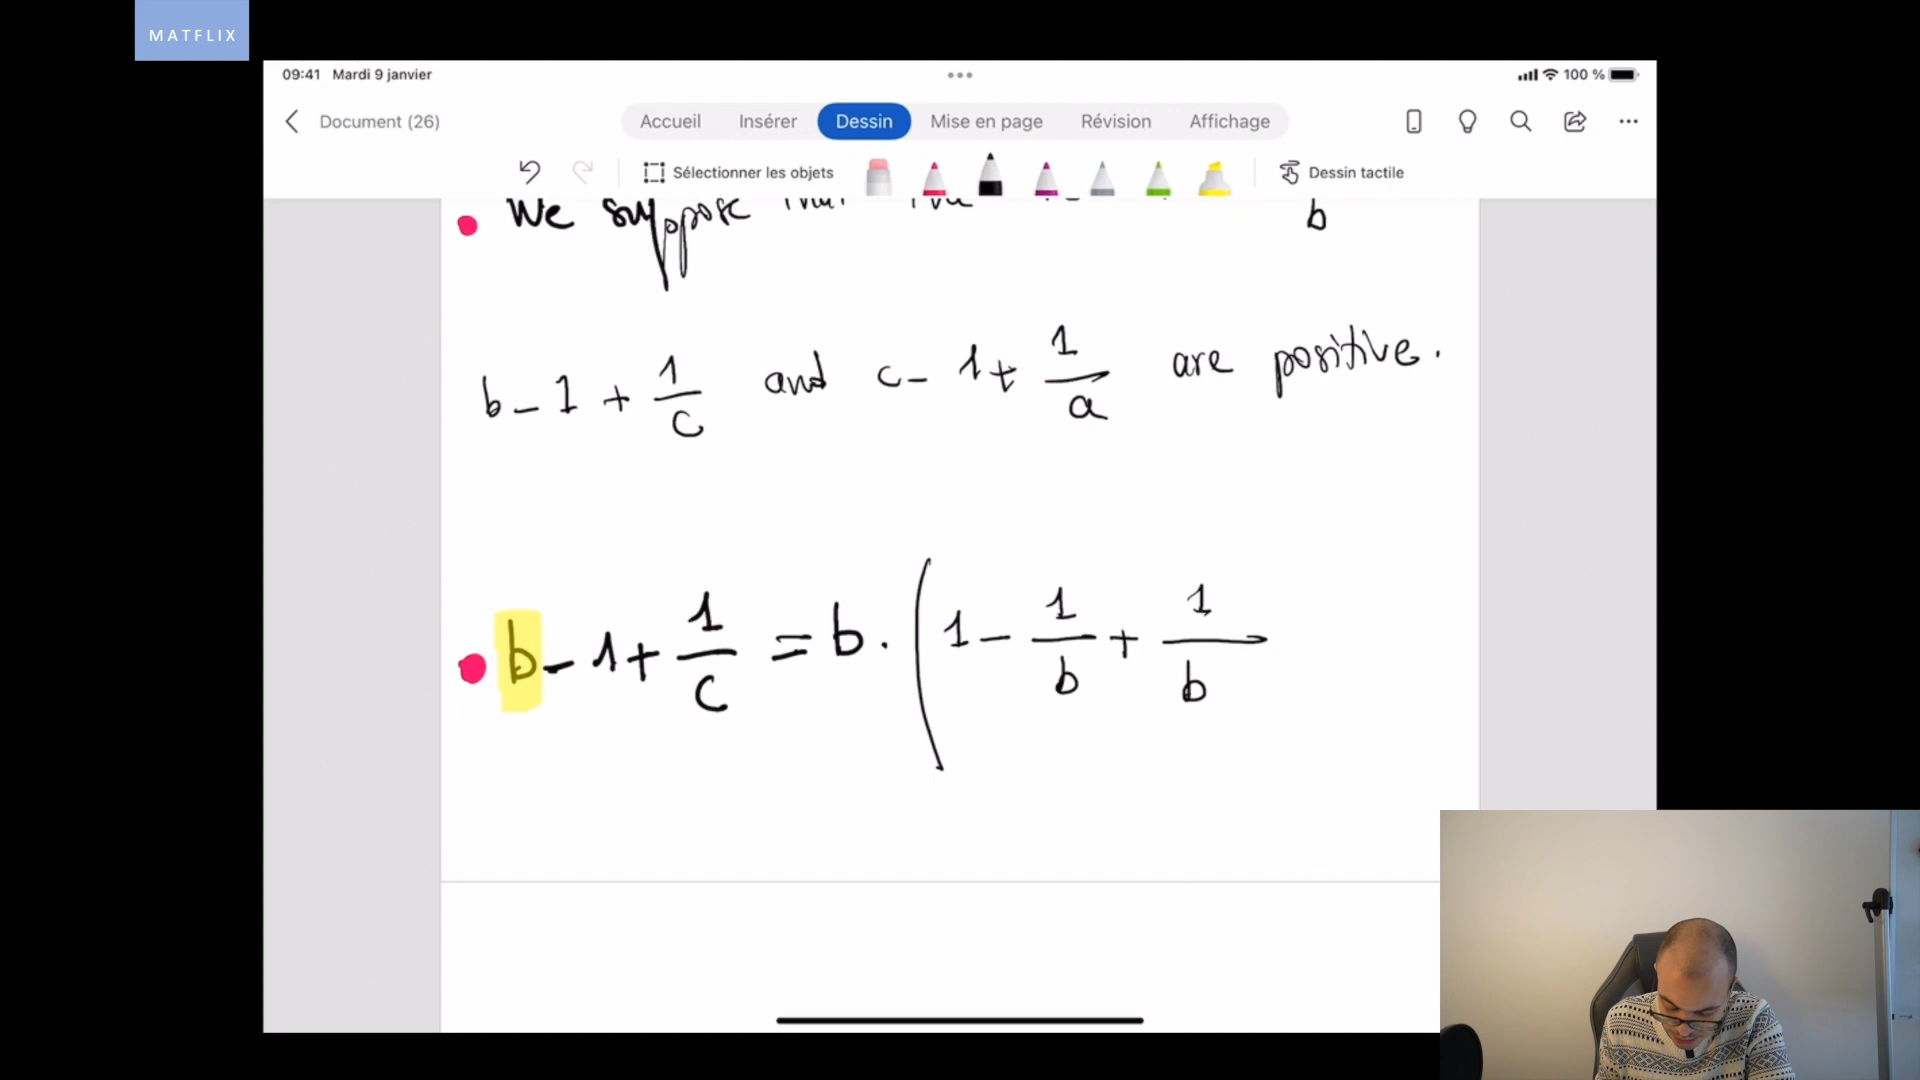 MATFLIX
09:41 Mardi 9 janvier ••• 100 %
Document (26) Accueil Insérer Dessin Mise en page Révision Affichage
Sélectionner les objets Dessin tactile
We suppose that b
b - 1 + 1/c and c - 1 + 1/a are positive.
b - 1 + 1/c = b . ( 1 - 1/b + 1/b